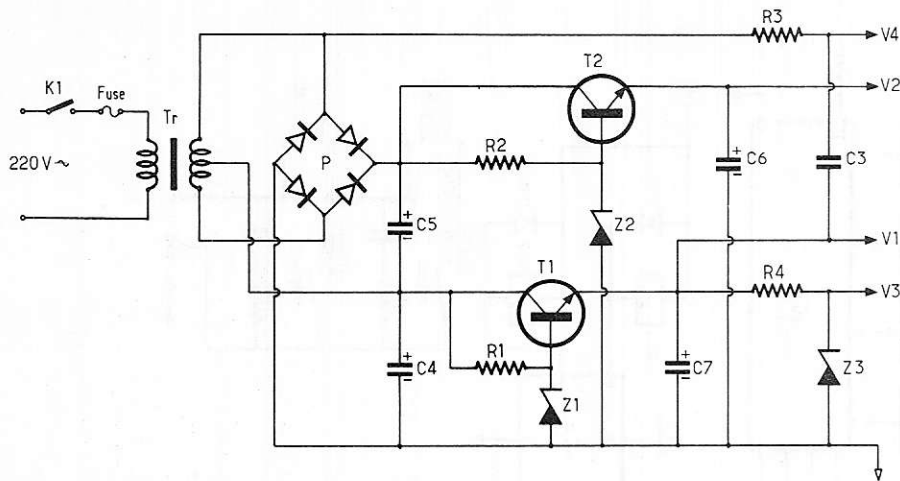 R3
V4
T2
V2
K1
Fuse
Tr
R2
P
+
C6
-
C3
220V~
+
C5
-
Z2
V1
T1
R4
V3
R1
+
C4
-
+
C7
-
Z1
Z3